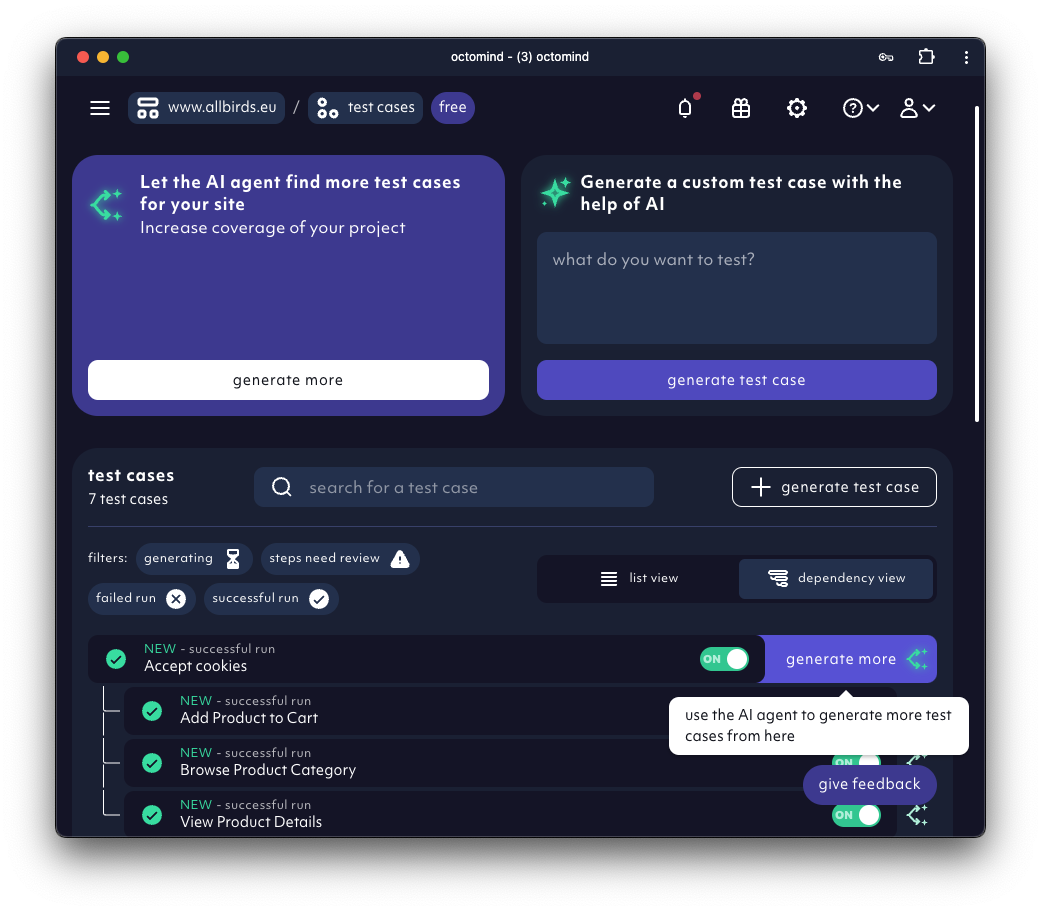 octomind - (3) octomind
www.allbirds.eu / test cases free
Let the AI agent find more test cases
for your site
Increase coverage of your project
generate more
Generate a custom test case with the
help of AI
what do you want to test?
generate test case
test cases
7 test cases
search for a test case
generate test case
filters: generating steps need review
failed run successful run
list view dependency view
NEW - successful run
Accept cookies
ON
generate more
NEW - successful run
Add Product to Cart
use the AI agent to generate more test
cases from here
NEW - successful run
Browse Product Category
ON
give feedback
NEW - successful run
View Product Details
ON